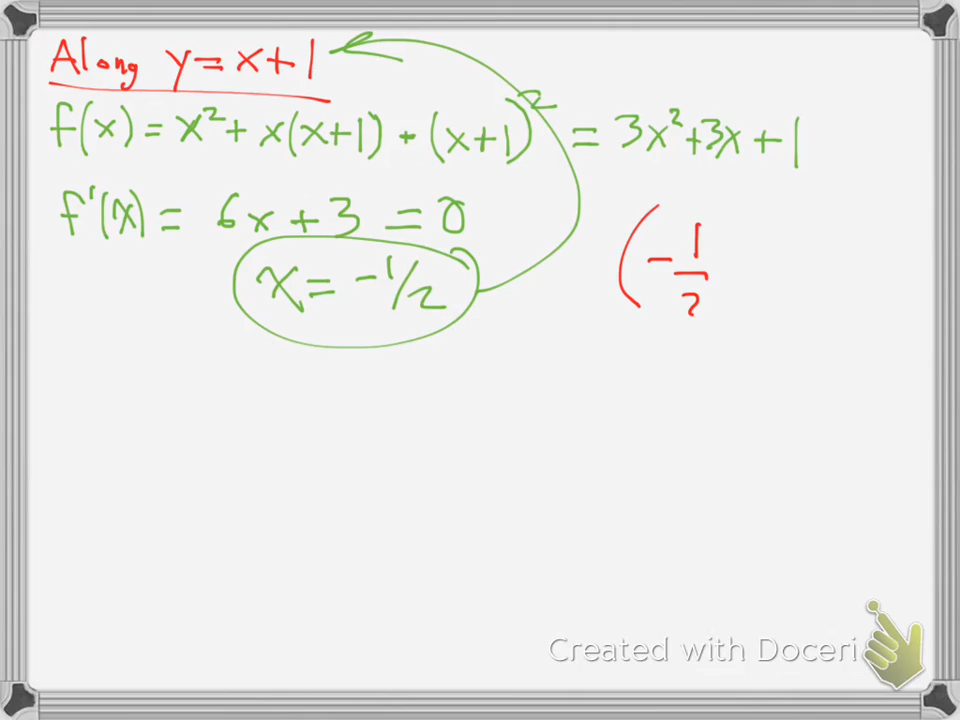 Along y = x + 1
f(x) = x² + x(x+1) + (x+1)² = 3x² + 3x + 1
f'(x) = 6x + 3 = 0
x = -1/2
(-1/2
Created with Doceri